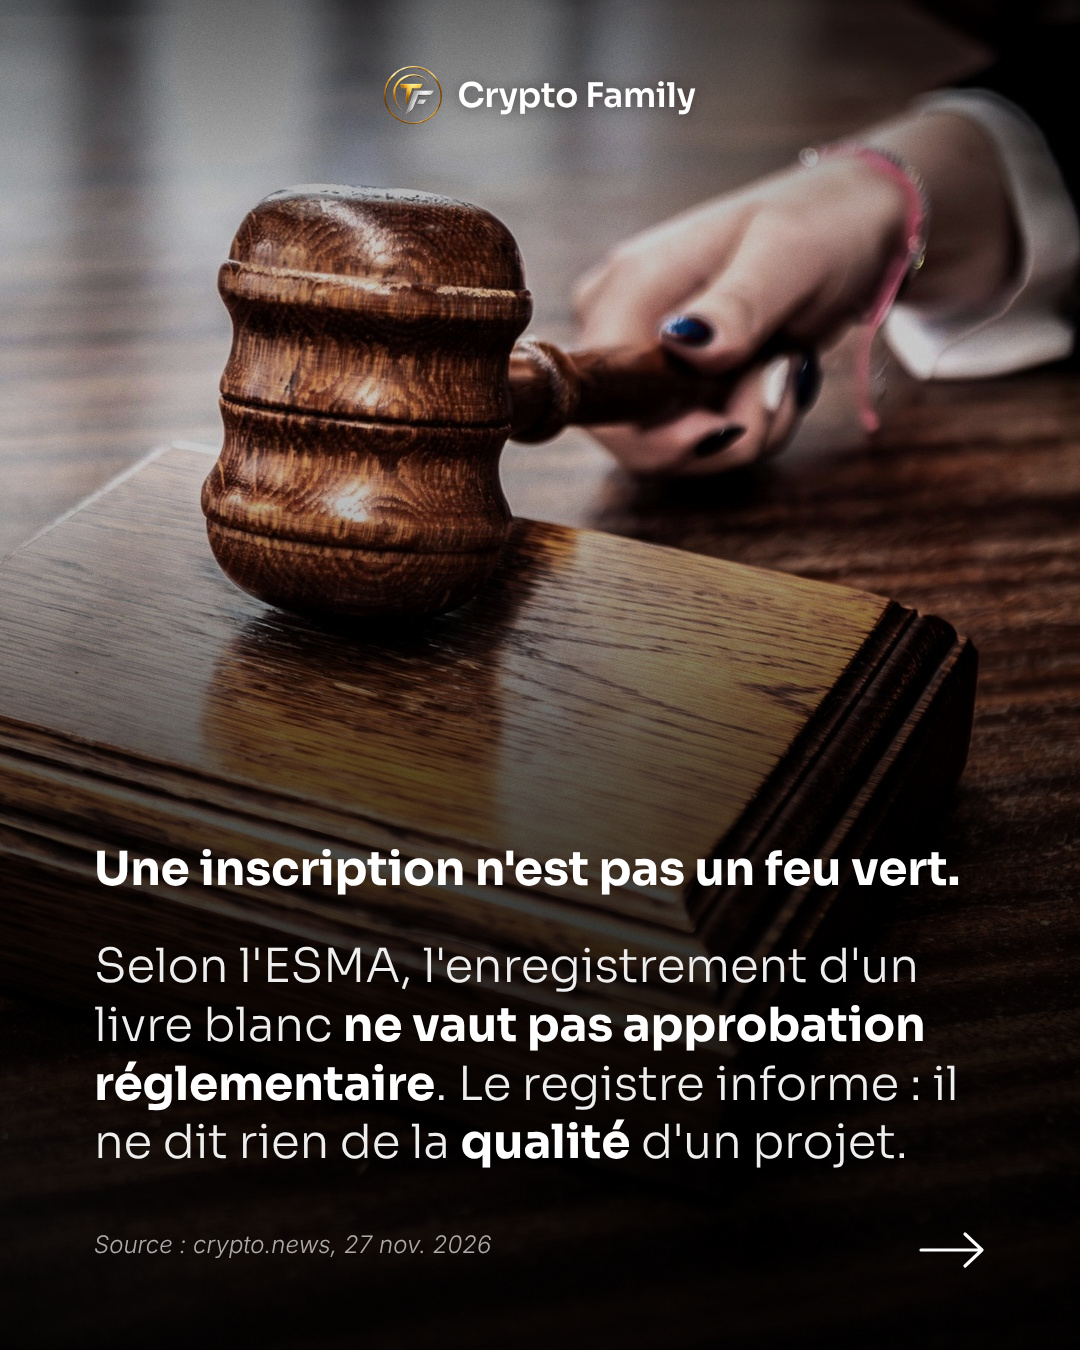 Crypto Family
Une inscription n'est pas un feu vert.
Selon l'ESMA, l'enregistrement d'un
livre blanc ne vaut pas approbation
réglementaire. Le registre informe : il
ne dit rien de la qualité d'un projet.
Source : crypto.news, 27 nov. 2026